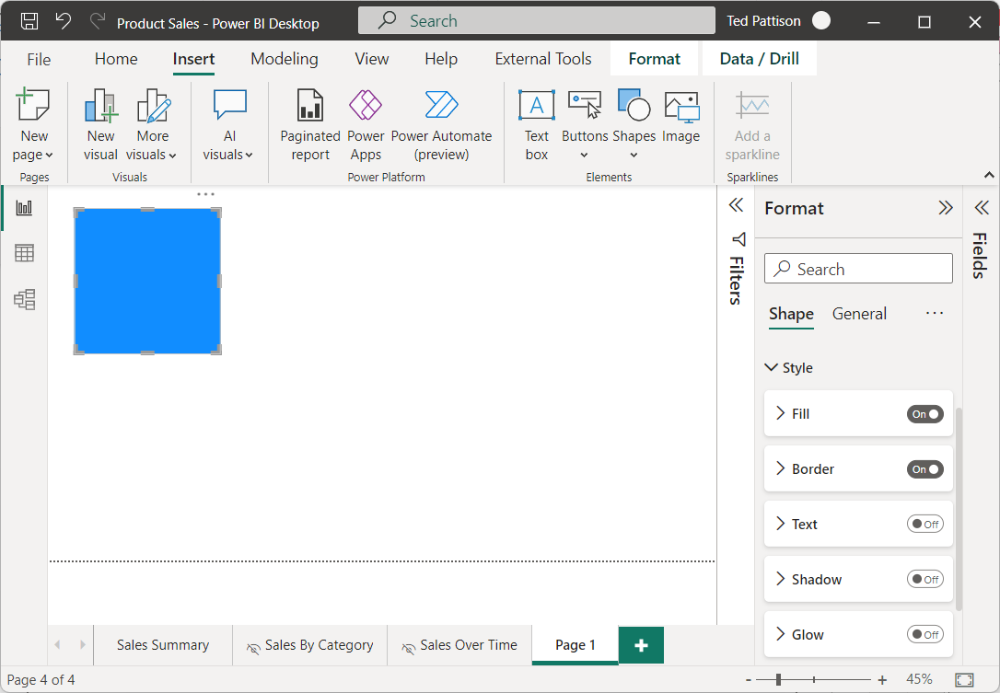 Product Sales - Power BI Desktop
Search
Ted Pattison
File Home Insert Modeling View Help External Tools Format Data / Drill
New page
New visual
More visuals
AI visuals
Paginated report
Power Apps
Power Automate (preview)
Text box
A
Buttons
Shapes
Image
Add a sparkline
Pages Visuals Power Platform Elements Sparklines
Filters
Format
Fields
Search
Shape General
Style
Fill On
Border On
Text Off
Shadow Off
Glow Off
Sales Summary Sales By Category Sales Over Time Page 1 +
Page 4 of 4
- + 45%